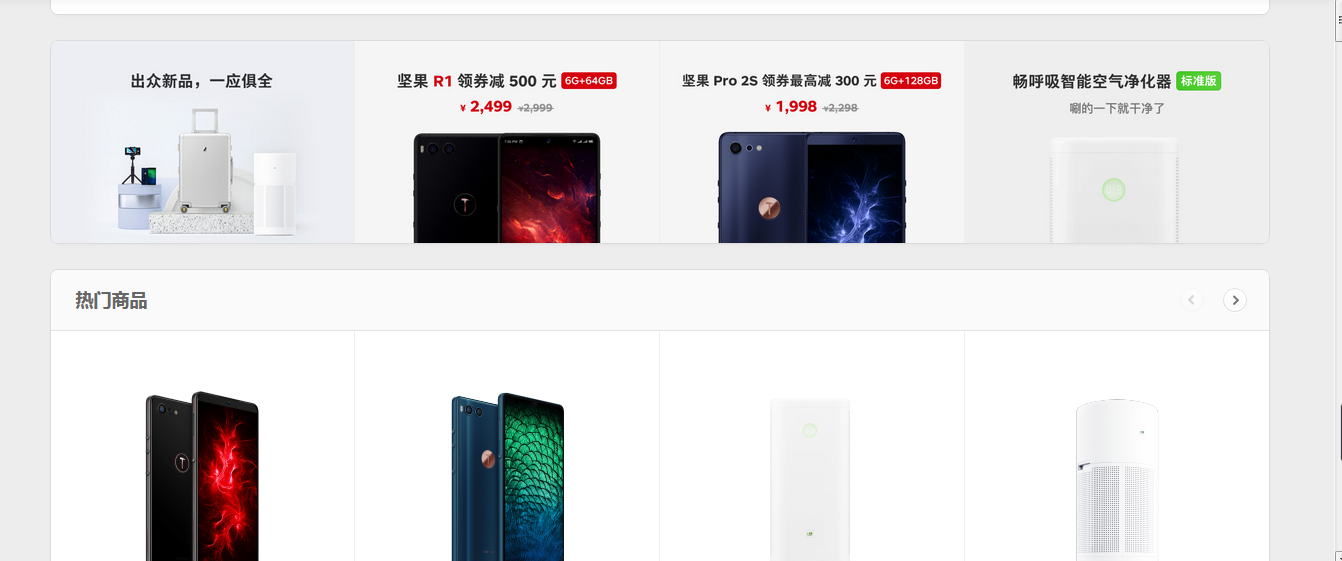 出众新品，一应俱全
坚果 R1 领券减 500 元 6G+64GB
¥ 2,499 ¥2,999
坚果 Pro 2S 领券最高减 300 元 6G+128GB
¥ 1,998 ¥2,298
畅呼吸智能空气净化器 标准版
唰的一下就干净了
热门商品